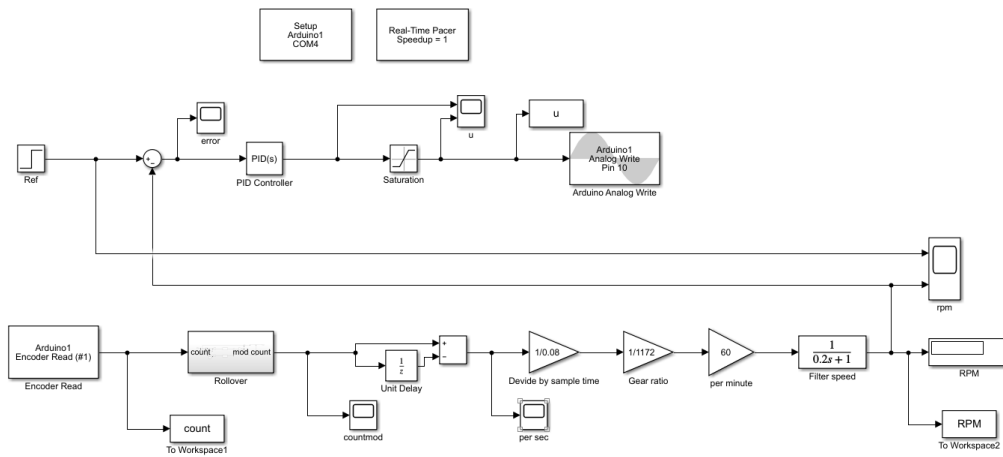 Setup
Arduino1
COM4
Real-Time Pacer
Speedup = 1
error
u
u
Ref
+
−
PID(s)
PID Controller
Saturation
Arduino1
Analog Write
Pin 10
Arduino Analog Write
rpm
Arduino1
Encoder Read (#1)
Encoder Read
count mod count
Rollover
1
z
Unit Delay
+
−
1/0.08
Devide by sample time
1/1172
Gear ratio
60
per minute
1
0.2s + 1
Filter speed
RPM
count
To Workspace1
countmod
per sec
RPM
To Workspace2